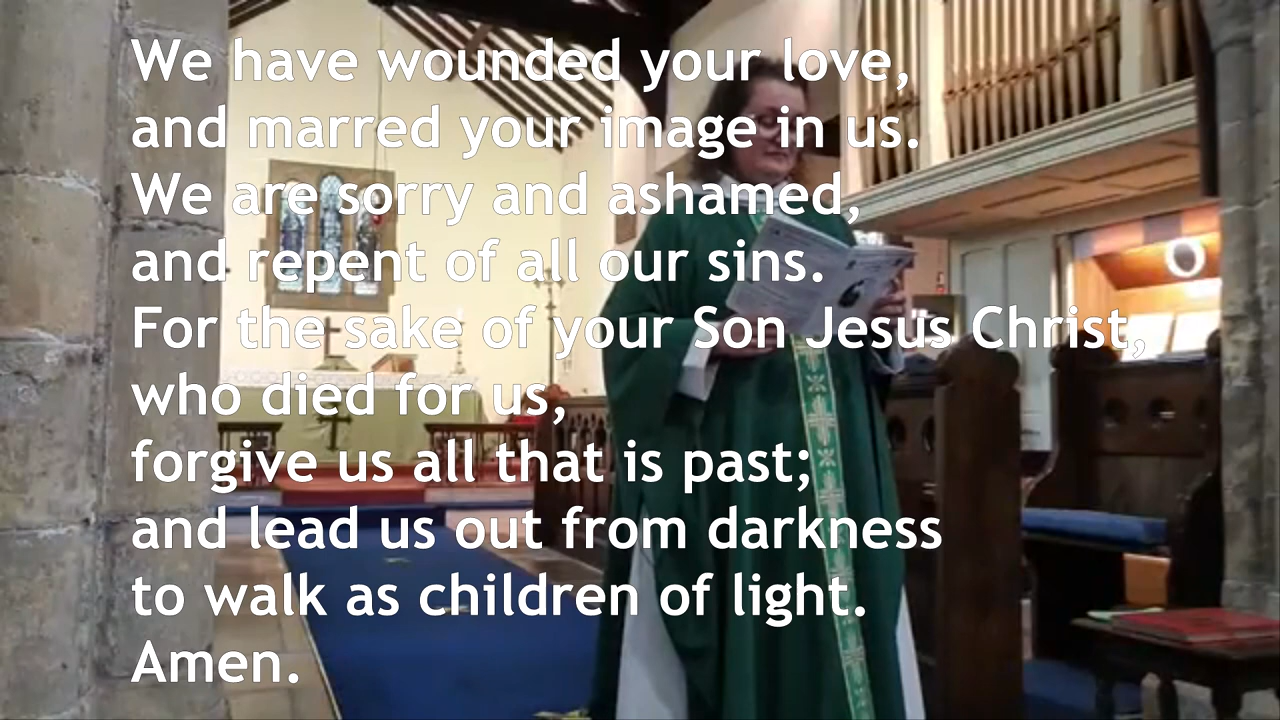 We have wounded your love,
and marred your image in us.
We are sorry and ashamed,
and repent of all our sins.
For the sake of your Son Jesus Christ,
who died for us,
forgive us all that is past;
and lead us out from darkness
to walk as children of light.
Amen.